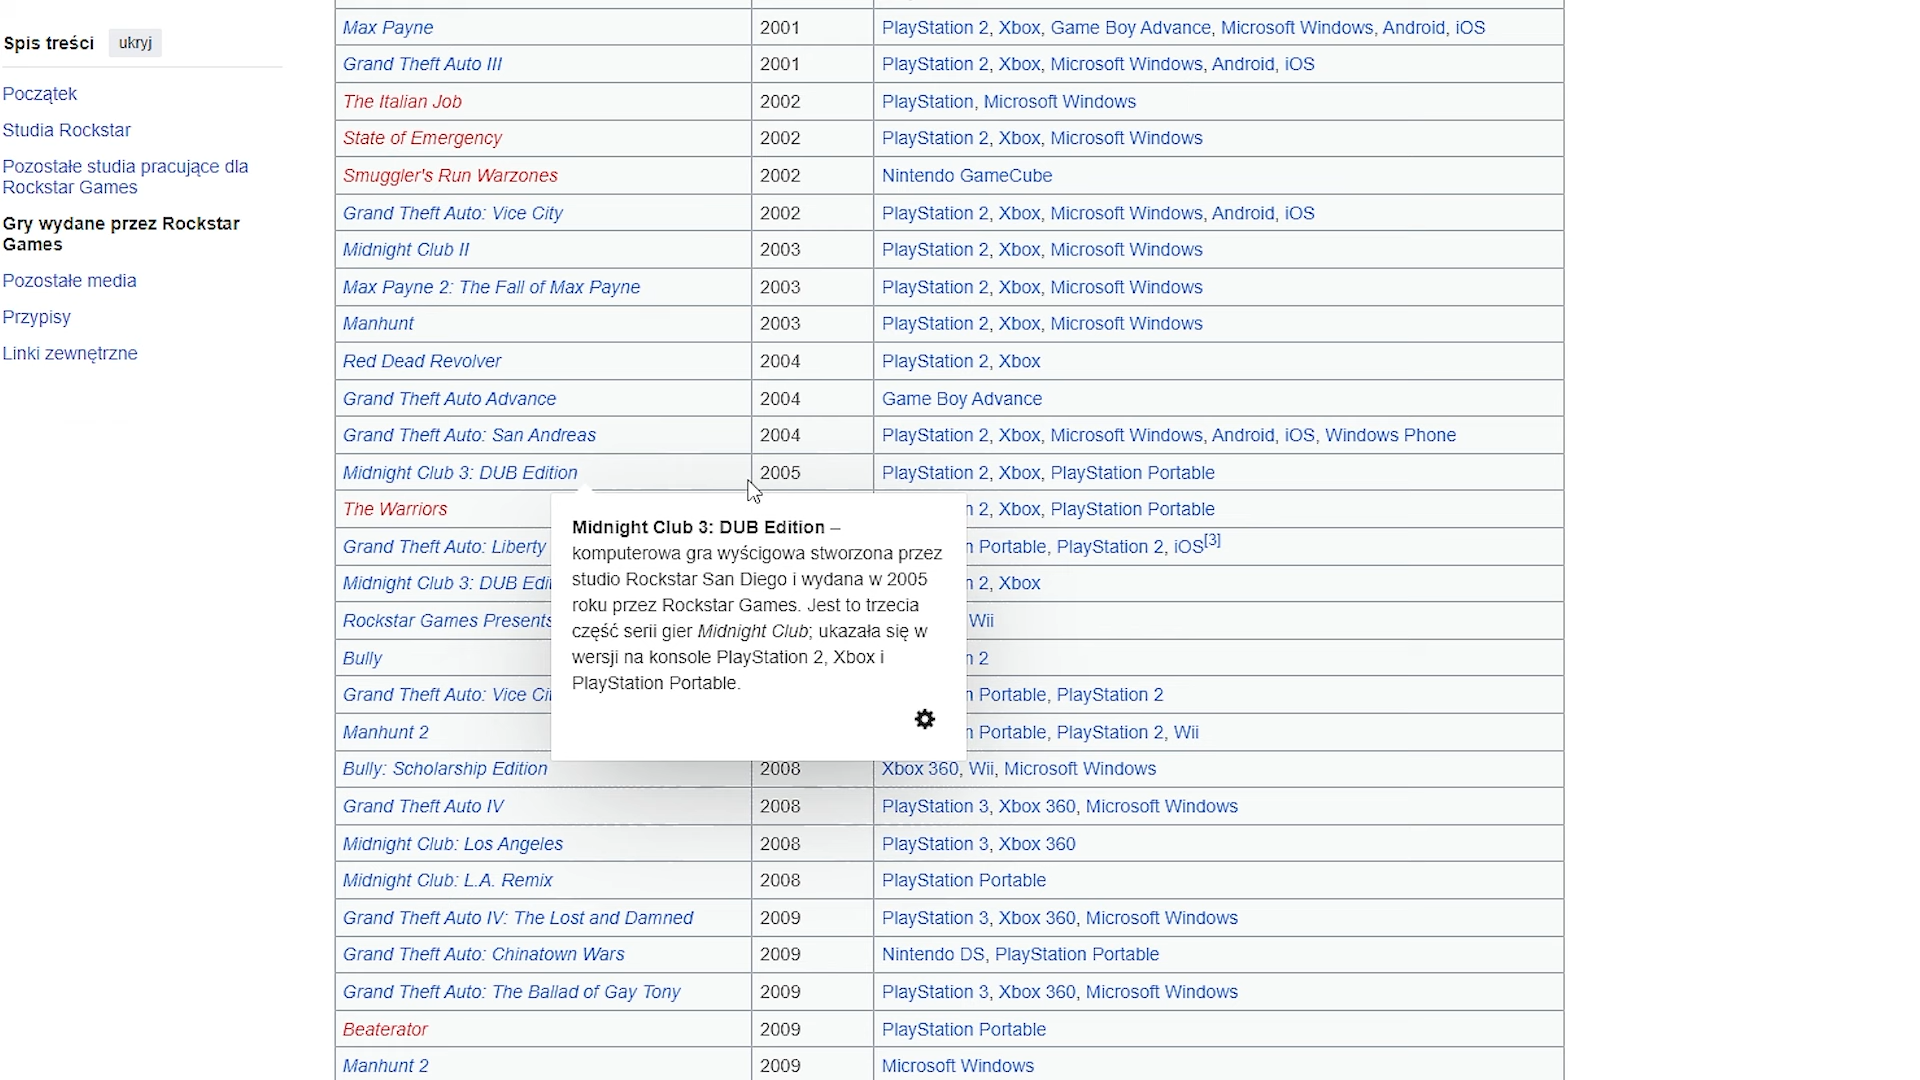 Spis treści ukryj
Początek
Studia Rockstar
Pozostałe studia pracujące dla
Rockstar Games
Gry wydane przez Rockstar
Games
Pozostałe media
Przypisy
Linki zewnętrzne
Max Payne 2001 PlayStation 2, Xbox, Game Boy Advance, Microsoft Windows, Android, iOS
Grand Theft Auto III 2001 PlayStation 2, Xbox, Microsoft Windows, Android, iOS
The Italian Job 2002 PlayStation, Microsoft Windows
State of Emergency 2002 PlayStation 2, Xbox, Microsoft Windows
Smuggler's Run Warzones 2002 Nintendo GameCube
Grand Theft Auto: Vice City 2002 PlayStation 2, Xbox, Microsoft Windows, Android, iOS
Midnight Club II 2003 PlayStation 2, Xbox, Microsoft Windows
Max Payne 2: The Fall of Max Payne 2003 PlayStation 2, Xbox, Microsoft Windows
Manhunt 2003 PlayStation 2, Xbox, Microsoft Windows
Red Dead Revolver 2004 PlayStation 2, Xbox
Grand Theft Auto Advance 2004 Game Boy Advance
Grand Theft Auto: San Andreas 2004 PlayStation 2, Xbox, Microsoft Windows, Android, iOS, Windows Phone
Midnight Club 3: DUB Edition 2005 PlayStation 2, Xbox, PlayStation Portable
The Warriors 2, Xbox, PlayStation Portable
Grand Theft Auto: Liberty Portable, PlayStation 2, iOS[3]
Midnight Club 3: DUB Edi 2, Xbox
Rockstar Games Presents Wii
Bully 2
Grand Theft Auto: Vice Ci Portable, PlayStation 2
Manhunt 2 Portable, PlayStation 2, Wii
Midnight Club 3: DUB Edition –
komputerowa gra wyścigowa stworzona przez
studio Rockstar San Diego i wydana w 2005
roku przez Rockstar Games. Jest to trzecia
część serii gier Midnight Club; ukazała się w
wersji na konsole PlayStation 2, Xbox i
PlayStation Portable.
Bully: Scholarship Edition 2008 Xbox 360, Wii, Microsoft Windows
Grand Theft Auto IV 2008 PlayStation 3, Xbox 360, Microsoft Windows
Midnight Club: Los Angeles 2008 PlayStation 3, Xbox 360
Midnight Club: L.A. Remix 2008 PlayStation Portable
Grand Theft Auto IV: The Lost and Damned 2009 PlayStation 3, Xbox 360, Microsoft Windows
Grand Theft Auto: Chinatown Wars 2009 Nintendo DS, PlayStation Portable
Grand Theft Auto: The Ballad of Gay Tony 2009 PlayStation 3, Xbox 360, Microsoft Windows
Beaterator 2009 PlayStation Portable
Manhunt 2 2009 Microsoft Windows